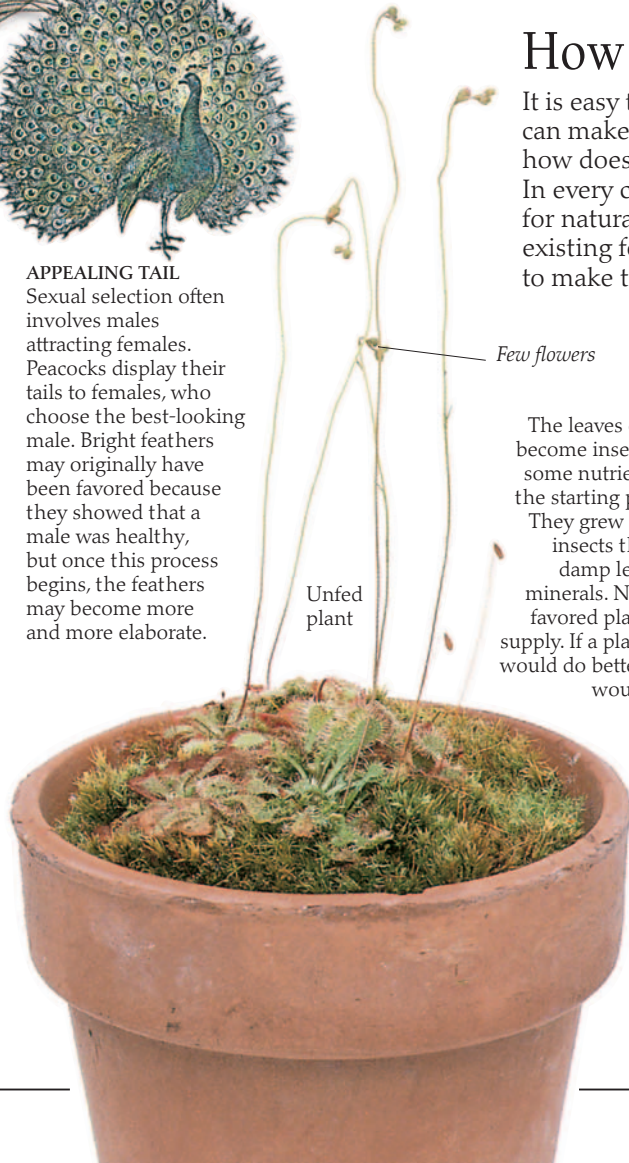 APPEALING TAIL
Sexual selection often
involves males
attracting females.
Peacocks display their
tails to females, who
choose the best-looking
male. Bright feathers
may originally have
been favored because
they showed that a
male was healthy,
but once this process
begins, the feathers
may become more
and more elaborate.
How
It is easy
can make
how does
In every
for natura
existing
to make
Few flowers
The leaves
become inse
some nutrie
the starting
They grew
insects
damp
minerals. N
favored pla
supply. If a pla
would do bette
wou
Unfed
plant